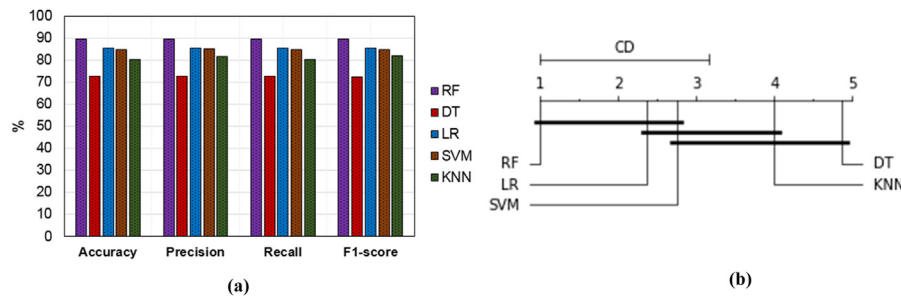 100
90
80
70
60
50
40
30
20
10
0
%
Accuracy Precision Recall F1-score
RF
DT
LR
SVM
KNN
(a)
CD
1 2 3 4 5
RF DT
LR KNN
SVM
(b)